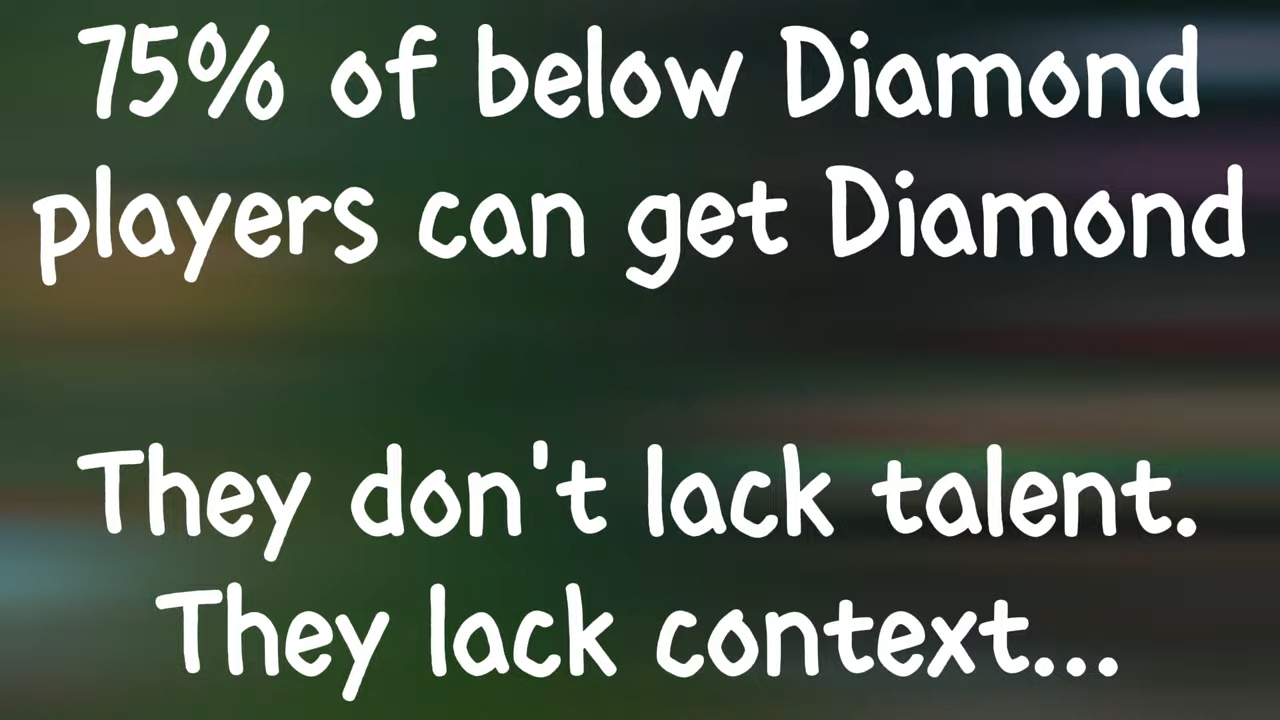 75% of below Diamond
players can get Diamond
They don't lack talent.
They lack context...